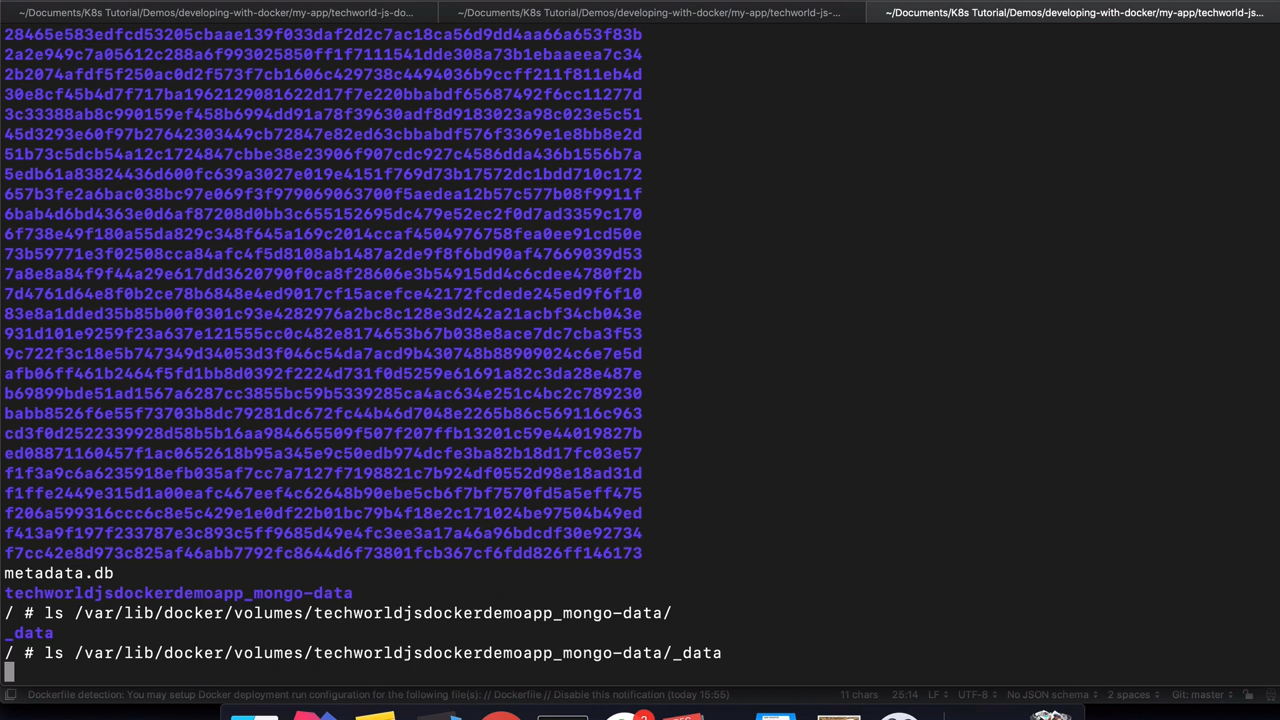 ~/Documents/K8s Tutorial/Demos/developing-with-docker/my-app/techworld-js-do...
~/Documents/K8s Tutorial/Demos/developing-with-docker/my-app/techworld-js-...
~/Documents/K8s Tutorial/Demos/developing-with-docker/my-app/techworld-js...
28465e583edfcd53205cbaae139f033daf2d2c7ac18ca56d9dd4aa66a653f83b
2a2e949c7a05612c288a6f993025850ff1f7111541dde308a73b1ebaaeea7c34
2b2074afdf5f250ac0d2f573f7cb1606c429738c4494036b9ccff211f811eb4d
30e8cf45b4d7f717ba1962129081622d17f7e220bbabdf65687492f6cc11277d
3c33388ab8c990159ef458b6994dd91a78f39630adf8d9183023a98c023e5c51
45d3293e60f97b27642303449cb72847e82ed63cbbabdf576f3369e1e8bb8e2d
51b73c5dcb54a12c1724847cbbe38e23906f907cdc927c4586dda436b1556b7a
5edb61a83824436d600fc639a3027e019e4151f769d73b17572dc1bdd710c172
657b3fe2a6bac038bc97e069f3f979069063700f5aedea12b57c577b08f9911f
6bab4d6bd4363e0d6af87208d0bb3c655152695dc479e52ec2f0d7ad3359c170
6f738e49f180a55da829c348f645a169c2014ccaf4504976758fea0ee91cd50e
73b59771e3f02508cca84afc4f5d8108ab1487a2de9f8f6bd90af47669039d53
7a8e8a84f9f44a29e617dd3620790f0ca8f28606e3b54915dd4c6cdee4780f2b
7d4761d64e8f0b2ce78b6848e4ed9017cf15acefce42172fcdede245ed9f6f10
83e8a1dded35b85b00f0301c93e4282976a2bc8c128e3d242a21acbf34cb043e
931d101e9259f23a637e121555cc0c482e8174653b67b038e8ace7dc7cba3f53
9c722f3c18e5b747349d34053d3f046c54da7acd9b430748b88909024c6e7e5d
afb06ff461b2464f5fd1bb8d0392f2224d731f0d5259e61691a82c3da28e487e
b69899bde51ad1567a6287cc3855bc59b5339285ca4ac634e251c4bc2c789230
babb8526f6e55f73703b8dc79281dc672fc44b46d7048e2265b86c569116c963
cd3f0d2522339928d58b5b16aa984665509f507f207ffb13201c59e44019827b
ed08871160457f1ac0652618b95a345e9c50edb974dcfe3ba82b18d17fc03e57
f1f3a9c6a6235918efb035af7cc7a7127f7198821c7b924df0552d98e18ad31d
f1ffe2449e315d1a00eafc467eef4c62648b90ebe5cb6f7bf7570fd5a5eff475
f206a599316ccc6c8e5c429e1e0df22b01bc79b4f18e2c171024be97504b49ed
f413a9f197f233787e3c893c5ff9685d49e4fc3ee3a17a46a96bdcdf30e92734
f7cc42e8d973c825af46abb7792fc8644d6f73801fcb367cf6fdd826ff146173
metadata.db
techworldjsdockerdemoapp_mongo-data
/ # ls /var/lib/docker/volumes/techworldjsdockerdemoapp_mongo-data/
_data
/ # ls /var/lib/docker/volumes/techworldjsdockerdemoapp_mongo-data/_data
Dockerfile detection: You may setup Docker deployment run configuration for the following file(s): // Dockerfile // Disable this notification (today 15:55)
11 chars 25:14 LF UTF-8 No JSON schema 2 spaces Git: master